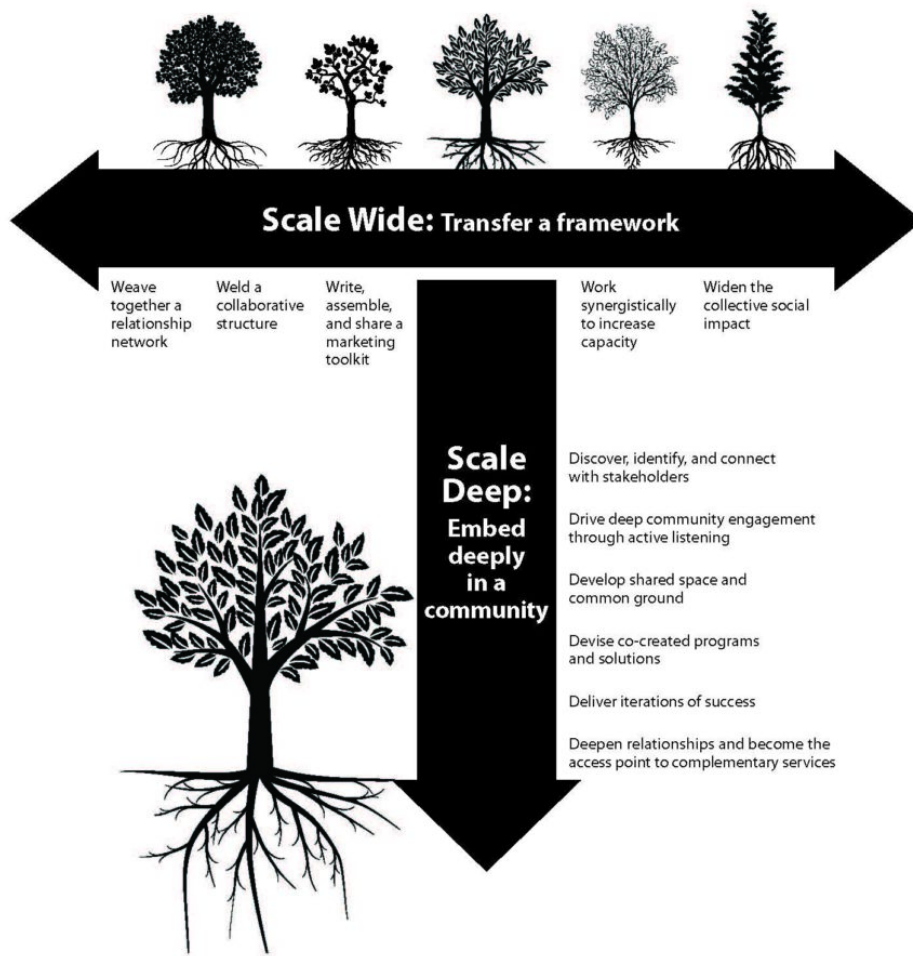 Scale Wide: Transfer a framework
Weave
together a
relationship
network
Weld a
collaborative
structure
Write,
assemble,
and share a
marketing
toolkit
Work
synergistically
to increase
capacity
Widen the
collective social
impact
Scale
Deep:
Embed
deeply
in a
community
Discover, identify, and connect
with stakeholders
Drive deep community engagement
through active listening
Develop shared space and
common ground
Devise co-created programs
and solutions
Deliver iterations of success
Deepen relationships and become the
access point to complementary services